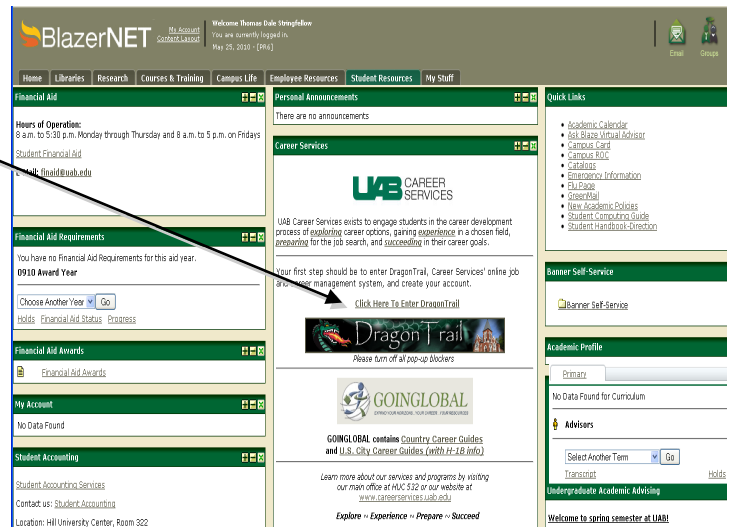 BlazerNET
My Account
Content Layout
Welcome Thomas Dale Stringfellow
You are currently logged in.
May 25, 2010 - [PR6]
Email
Groups
Home Libraries Research Courses & Training Campus Life Employee Resources Student Resources My Stuff
Financial Aid
Hours of Operation:
8 a.m. to 5:30 p.m. Monday through Thursday and 8 a.m. to 5 p.m. on Fridays
Student Financial Aid
finaid@uab.edu
Financial Aid Requirements
You have no Financial Aid Requirements for this aid year.
0910 Award Year
Choose Another Year Go
Holds Financial Aid Status Progress
Financial Aid Awards
Financial Aid Awards
My Account
No Data Found
Student Accounting
Student Accounting Services
Contact us: Student Accounting
Location: Hill University Center, Room 322
Personal Announcements
There are no announcements
Career Services
UAB CAREER
SERVICES
UAB Career Services exists to engage students in the career development
process of exploring career options, gaining experience in a chosen field,
preparing for the job search, and succeeding in their career goals.
Your first step should be to enter DragonTrail, Career Services' online job
and career management system, and create your account.
Click Here To Enter DragonTrail
Dragon Trail
Please turn off all pop-up blockers
GOINGLOBAL
EXPAND YOUR HORIZONS. YOUR CAREER. YOUR RESOURCES
GOINGLOBAL contains Country Career Guides
and U.S. City Career Guides (with H-1B info)
Learn more about our services and programs by visiting
our main office at HUC 532 or our website at
www.careerservices.uab.edu
Explore ~ Experience ~ Prepare ~ Succeed
Quick Links
Academic Calendar
Ask Blaze Virtual Advisor
Campus Card
Campus ROC
Catalogs
Emergency Information
Flu Page
GreenMail
New Academic Policies
Student Computing Guide
Student Handbook-Direction
Banner Self-Service
Banner Self-Service
Academic Profile
Primary
No Data Found for Curriculum
Advisors
Select Another Term Go
Transcript Holds
Undergraduate Academic Advising
Welcome to spring semester at UAB!